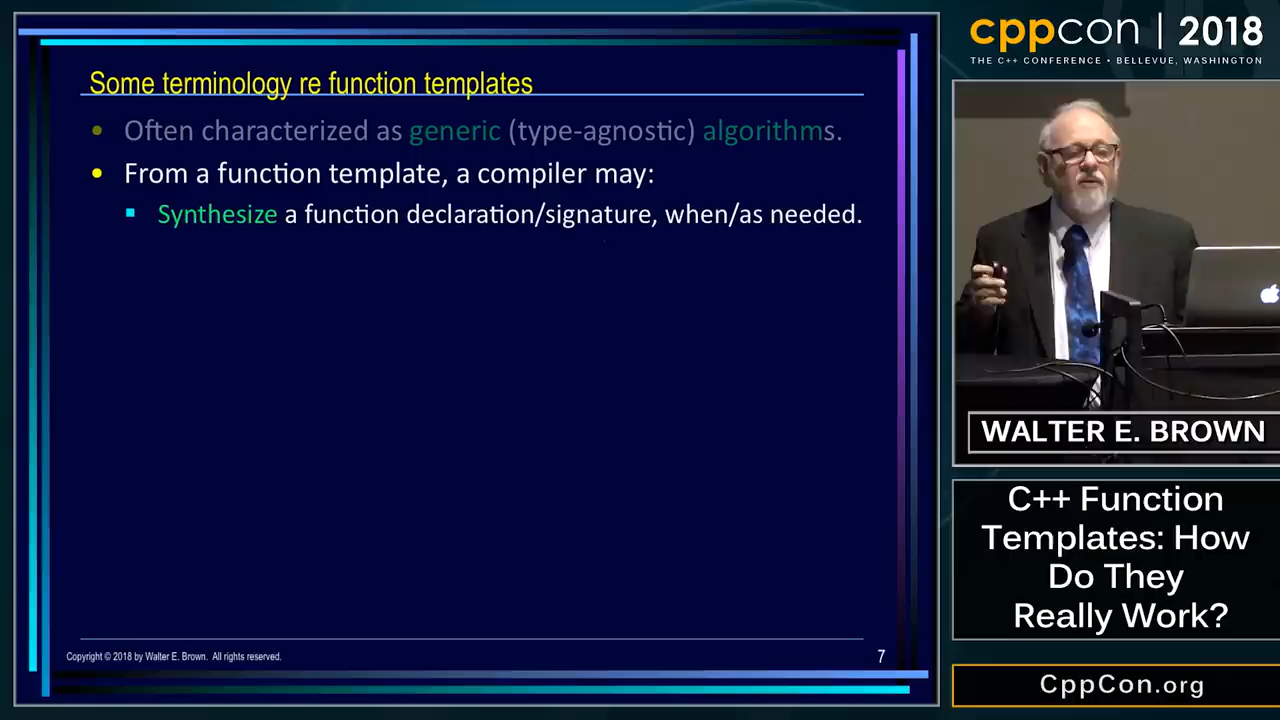 Some terminology re function templates
• Often characterized as generic (type-agnostic) algorithms.
• From a function template, a compiler may:
▪ Synthesize a function declaration/signature, when/as needed.
Copyright © 2018 by Walter E. Brown. All rights reserved.
7
cppcon | 2018
THE C++ CONFERENCE • BELLEVUE, WASHINGTON
WALTER E. BROWN
C++ Function
Templates: How
Do They
Really Work?
CppCon.org